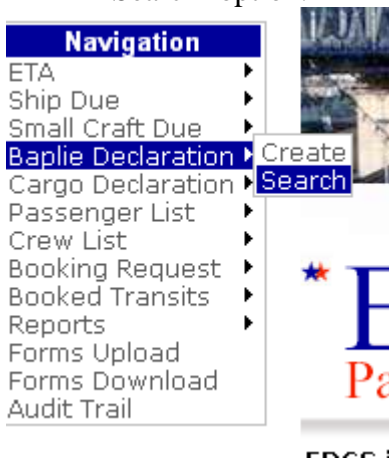 Navigation
ETA
Ship Due
Small Craft Due
Baplie Declaration
Create
Cargo Declaration
Search
Passenger List
Crew List
Booking Request
Booked Transits
Reports
Forms Upload
Forms Download
Audit Trail
E
Pa